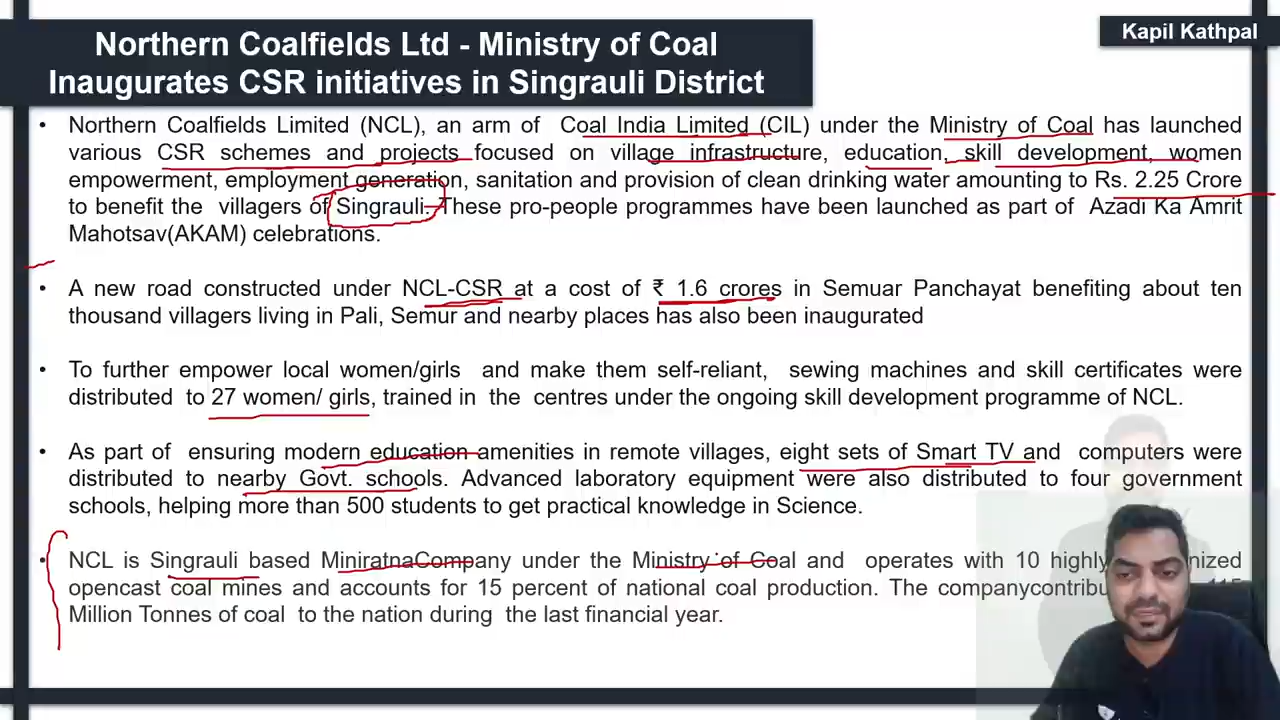 Northern Coalfields Ltd - Ministry of Coal
Inaugurates CSR initiatives in Singrauli District
Kapil Kathpal
• Northern Coalfields Limited (NCL), an arm of Coal India Limited (CIL) under the Ministry of Coal has launched
various CSR schemes and projects focused on village infrastructure, education, skill development, women
empowerment, employment generation, sanitation and provision of clean drinking water amounting to Rs. 2.25 Crore
to benefit the villagers of Singrauli. These pro-people programmes have been launched as part of Azadi Ka Amrit
Mahotsav(AKAM) celebrations.
• A new road constructed under NCL-CSR at a cost of ₹ 1.6 crores in Semuar Panchayat benefiting about ten
thousand villagers living in Pali, Semur and nearby places has also been inaugurated
• To further empower local women/girls and make them self-reliant, sewing machines and skill certificates were
distributed to 27 women/ girls, trained in the centres under the ongoing skill development programme of NCL.
• As part of ensuring modern education amenities in remote villages, eight sets of Smart TV and computers were
distributed to nearby Govt. schools. Advanced laboratory equipment were also distributed to four government
schools, helping more than 500 students to get practical knowledge in Science.
• NCL is Singrauli based MiniratnaCompany under the Ministry of Coal and operates with 10 highly
opencast coal mines and accounts for 15 percent of national coal production. The
Million Tonnes of coal to the nation during the last financial year.